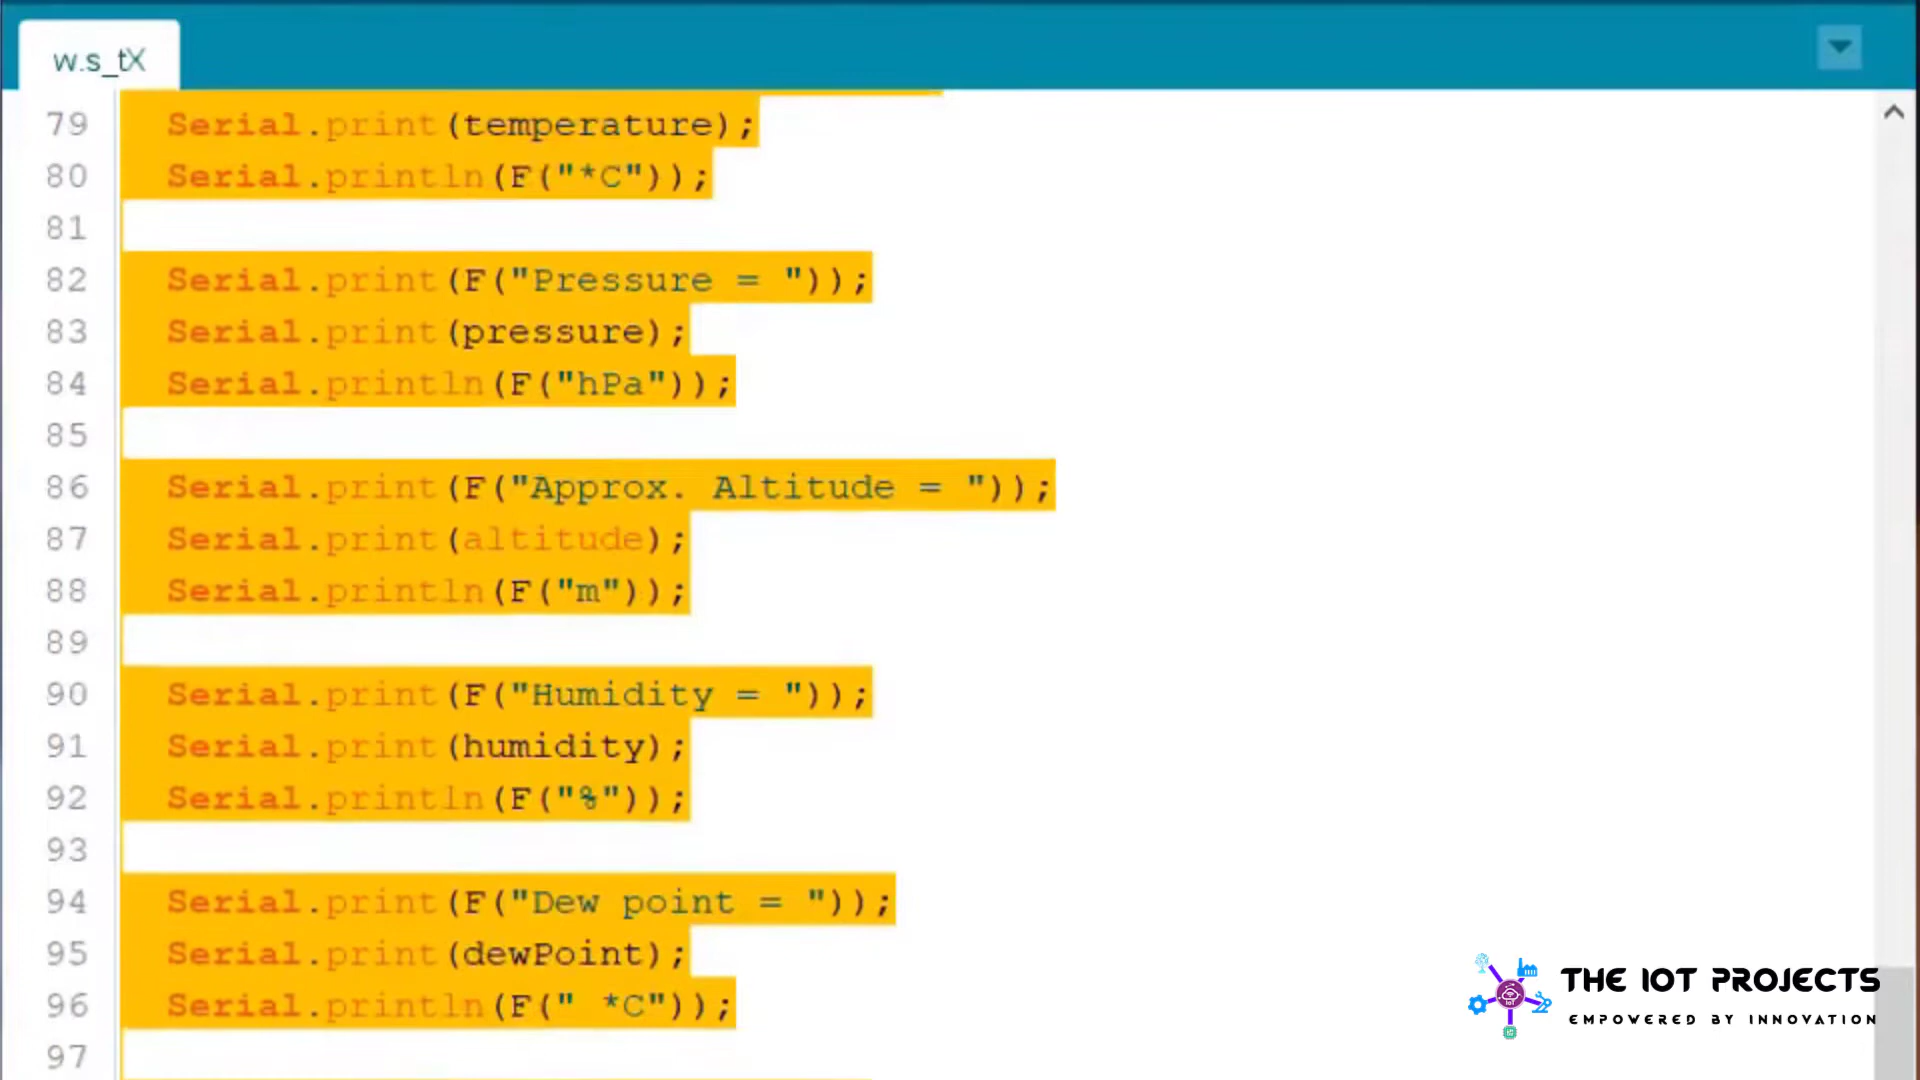 w.s_tX
79 Serial.print(temperature);
80 Serial.println(F("*C"));
81
82 Serial.print(F("Pressure = "));
83 Serial.print(pressure);
84 Serial.println(F("hPa"));
85
86 Serial.print(F("Approx. Altitude = "));
87 Serial.print(altitude);
88 Serial.println(F("m"));
89
90 Serial.print(F("Humidity = "));
91 Serial.print(humidity);
92 Serial.println(F("%"));
93
94 Serial.print(F("Dew point = "));
95 Serial.print(dewPoint);
96 Serial.println(F(" *C"));
97
THE IOT PROJECTS
EMPOWERED BY INNOVATION